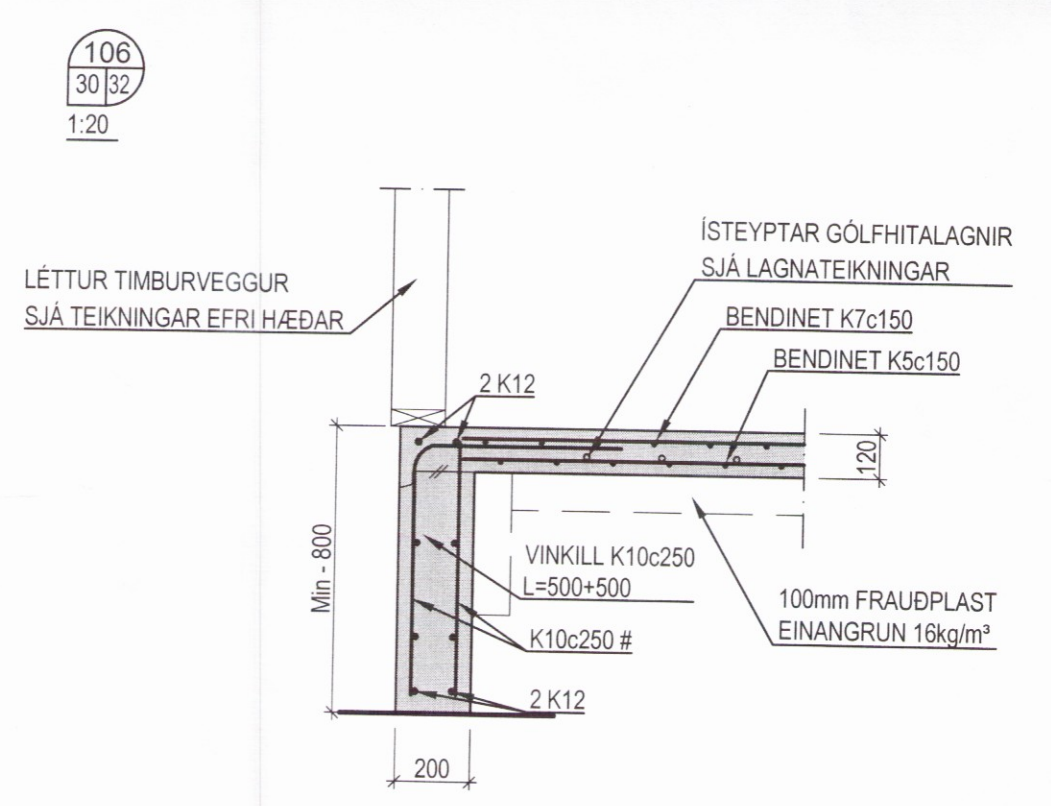 106
30 32
1:20
ÍSTEYPTAR GÓLFHITALAGNIR
SJÁ LAGNATEIKNINGAR
LÉTTUR TIMBURVEGGUR
SJÁ TEIKNINGAR EFRI HÆÐAR
BENDINET K7c150
BENDINET K5c150
2 K12
120
Min - 800
VINKILL K10c250
L=500+500
100mm FRAUÐPLAST
EINANGRUN 16kg/m³
K10c250 #
2 K12
200